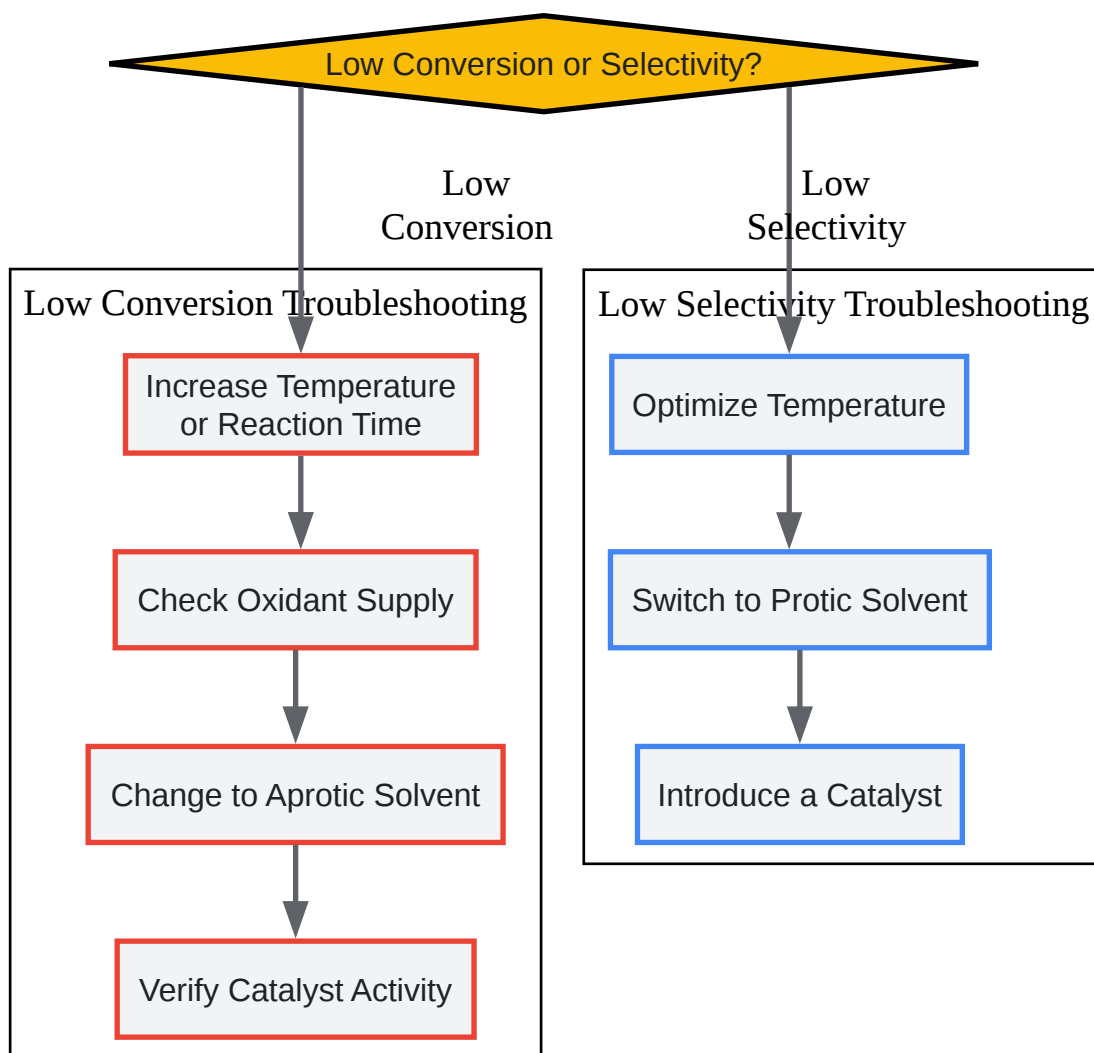 Low Conversion or Selectivity?
Low
Conversion
Low
Selectivity
Low Conversion Troubleshooting
Increase Temperature
or Reaction Time
Check Oxidant Supply
Change to Aprotic Solvent
Verify Catalyst Activity
Low Selectivity Troubleshooting
Optimize Temperature
Switch to Protic Solvent
Introduce a Catalyst